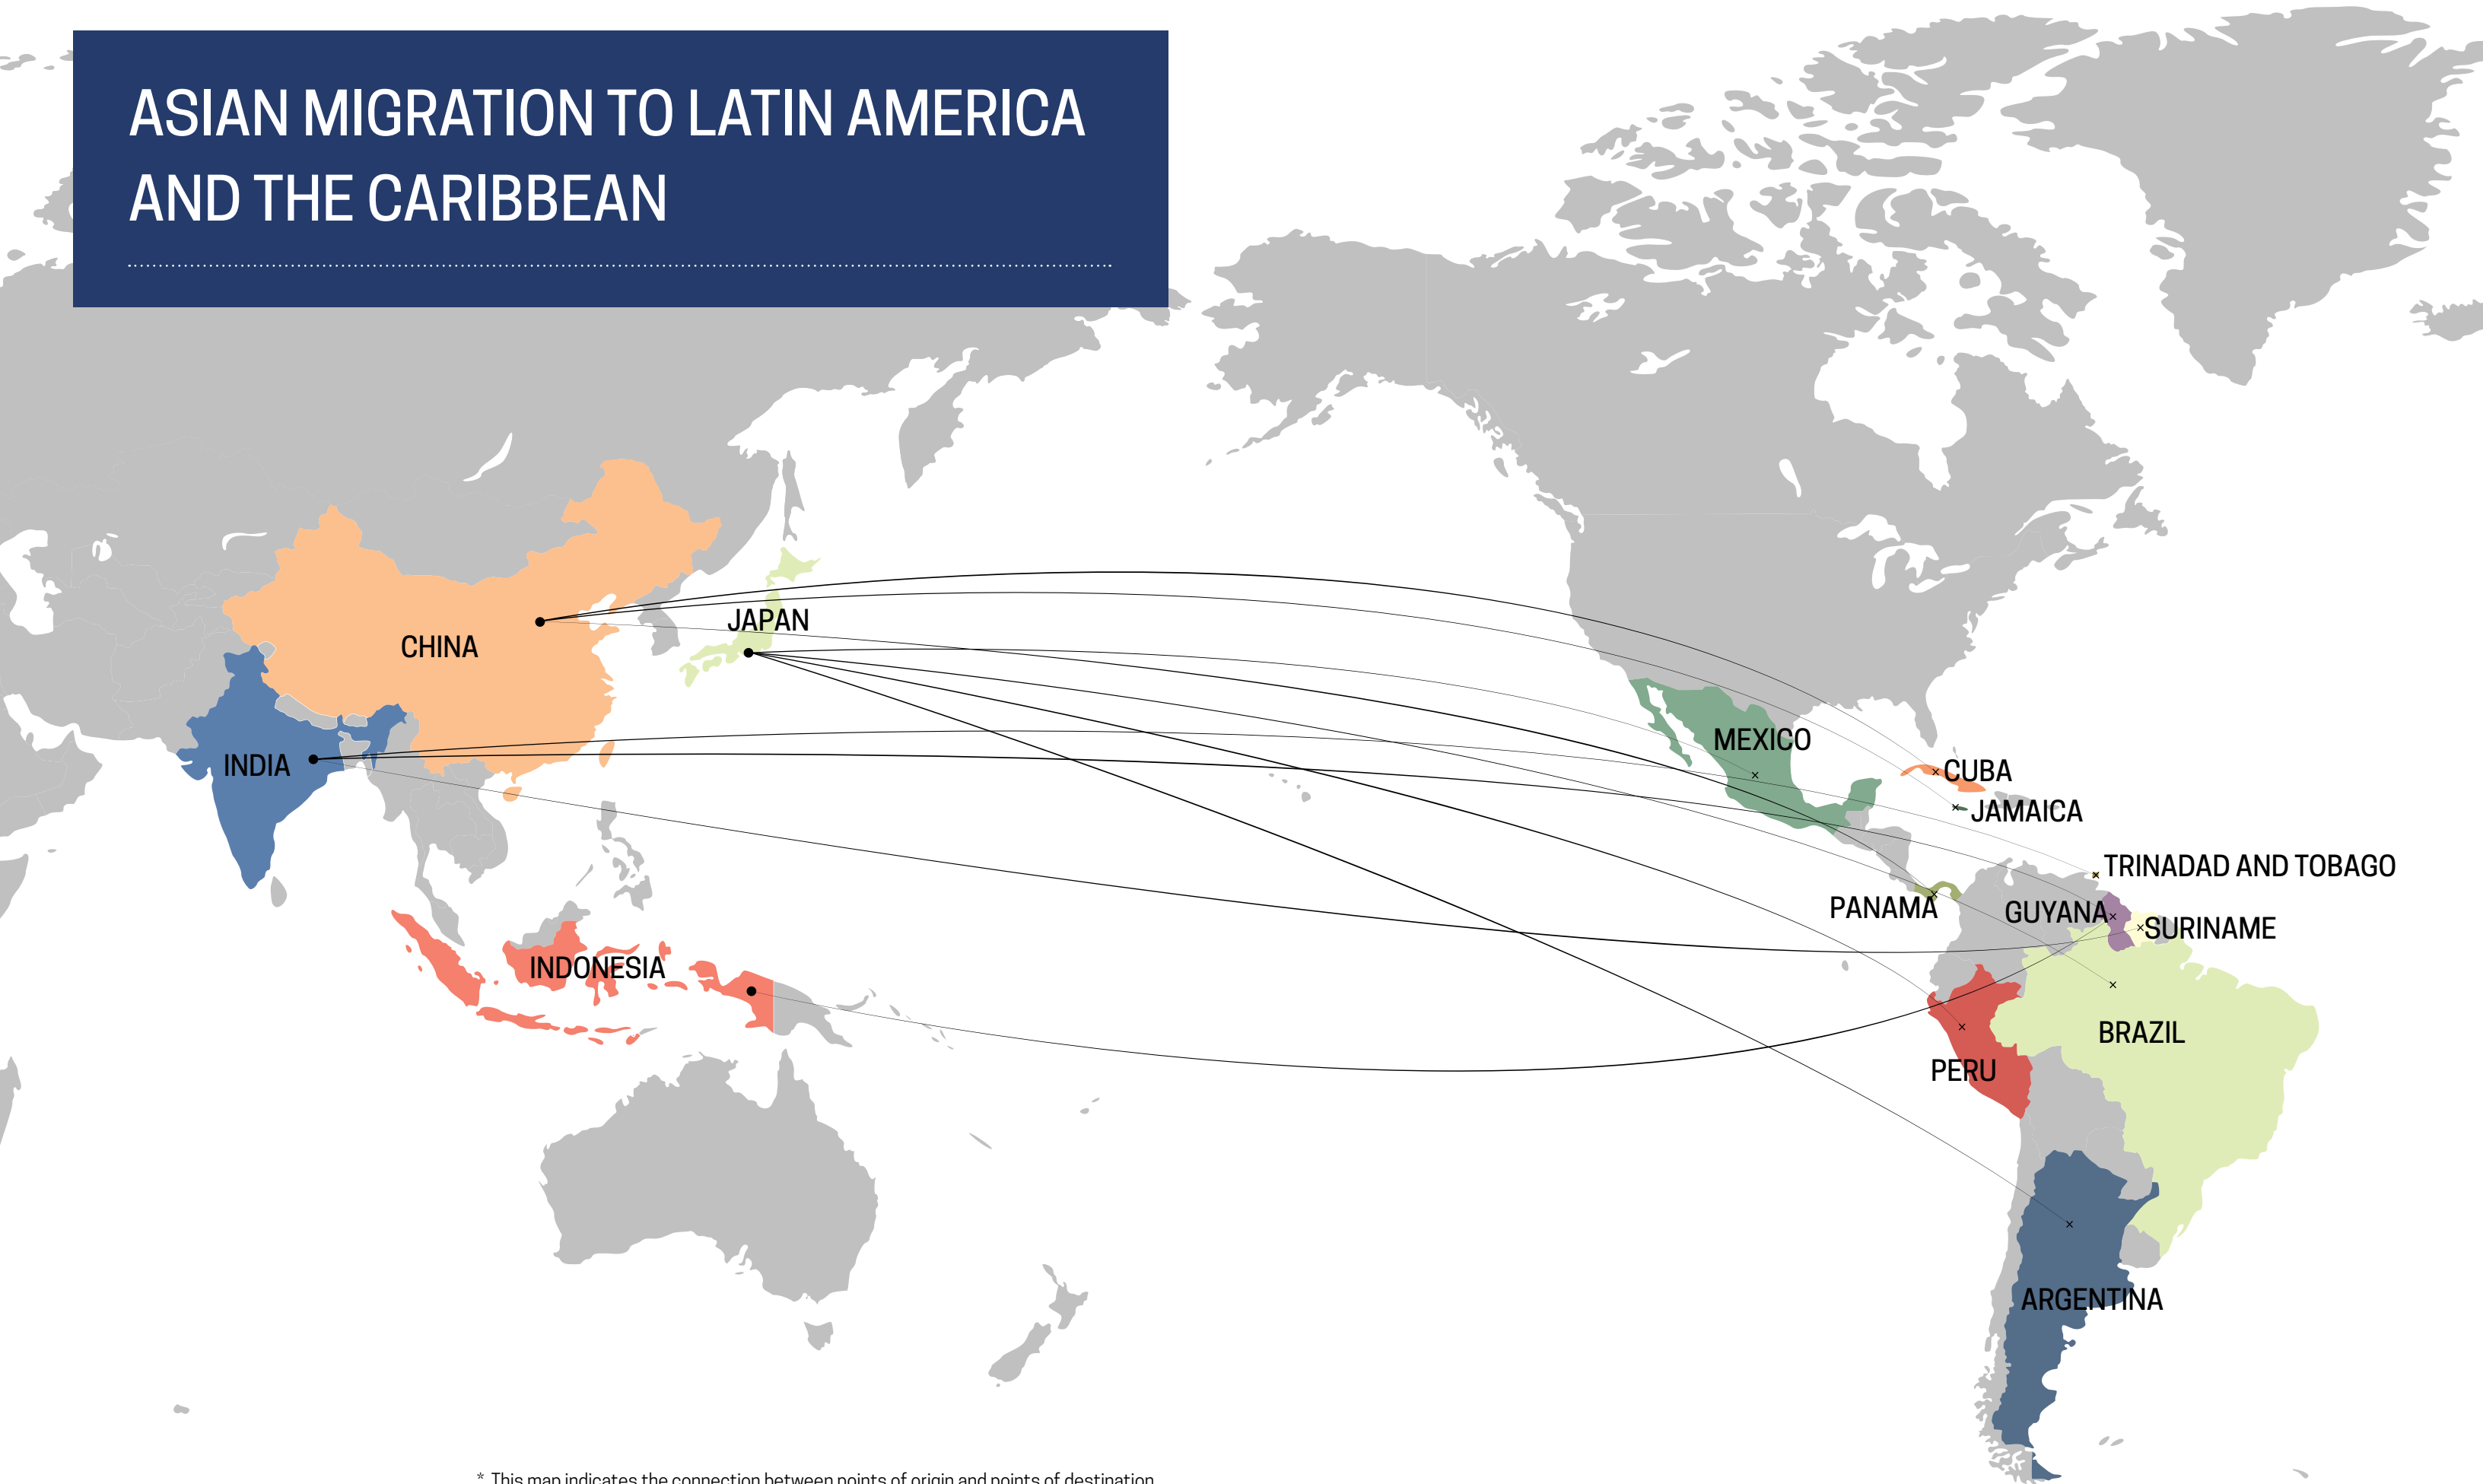 ASIAN MIGRATION TO LATIN AMERICA
AND THE CARIBBEAN
JAPAN
CHINA
MEXICO
INDIA
CUBA
JAMAICA
TRINADAD AND TOBAGO
PANAMA
GUYANA
SURINAME
INDONESIA
BRAZIL
PERU
ARGENTINA
* This map indicates the connection between points of origin and points of destination